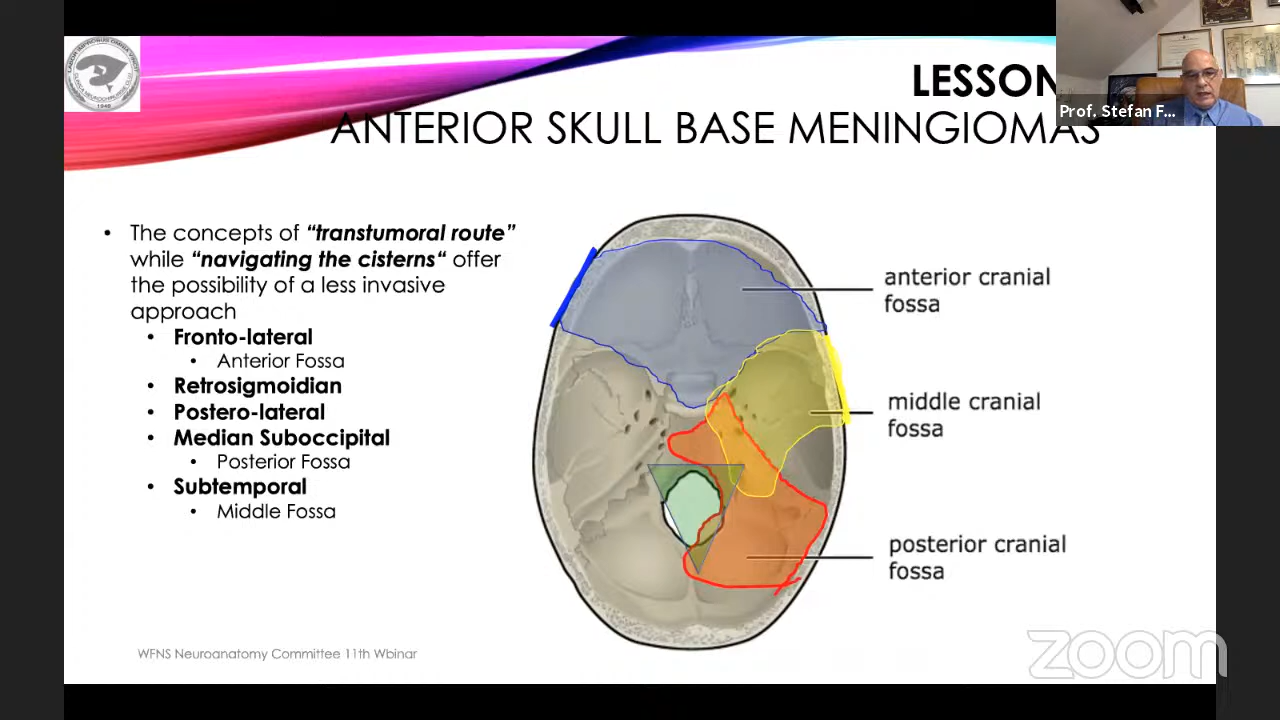 LESSON
Prof. Stefan F...
ANTERIOR SKULL BASE MENINGIOMAS
• The concepts of “transtumoral route”
while “navigating the cisterns“ offer
the possibility of a less invasive
approach
• Fronto-lateral
• Anterior Fossa
• Retrosigmoidian
• Postero-lateral
• Median Suboccipital
• Posterior Fossa
• Subtemporal
• Middle Fossa
anterior cranial
fossa
middle cranial
fossa
posterior cranial
fossa
WFNS Neuroanatomy Committee 11th Wbinar
zoom
1948